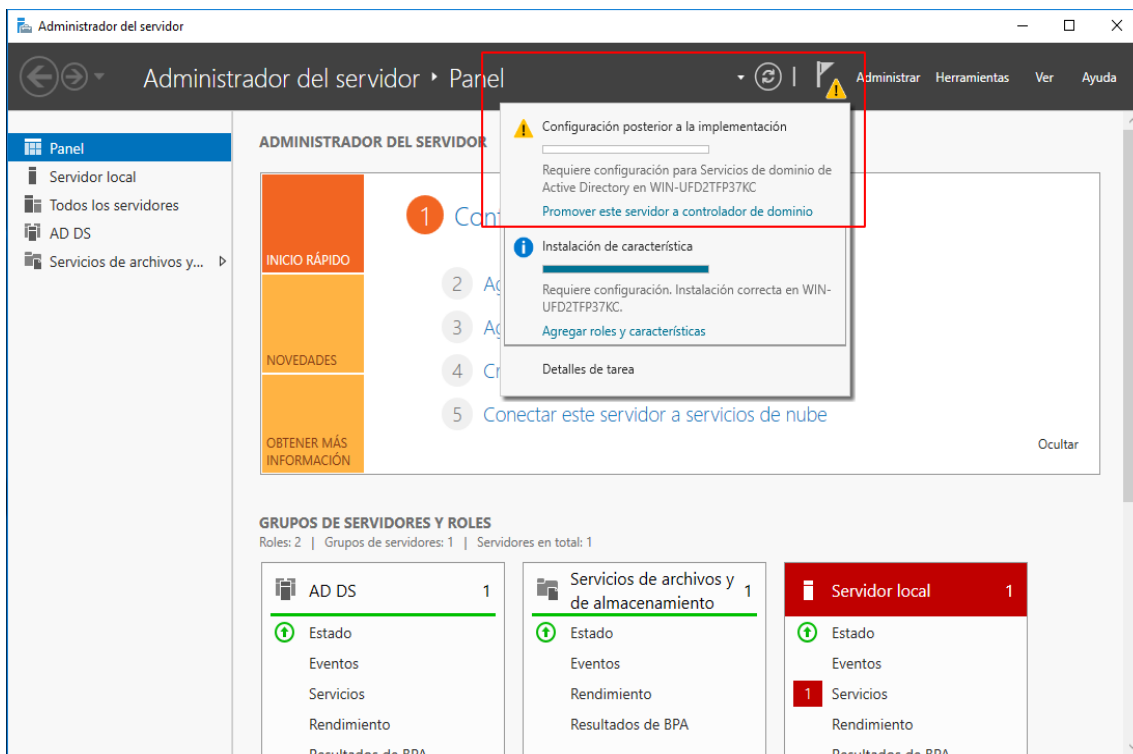 Administrador del servidor
Administrador del servidor • Panel
Administrar Herramientas Ver Ayuda
Panel
Servidor local
Todos los servidores
AD DS
Servicios de archivos y...
ADMINISTRADOR DEL SERVIDOR
INICIO RÁPIDO
NOVEDADES
OBTENER MÁS
INFORMACIÓN
1
2
3
4
5 Conectar este servidor a servicios de nube
Ocultar
Configuración posterior a la implementación
Requiere configuración para Servicios de dominio de
Active Directory en WIN-UFD2TFP37KC
Promover este servidor a controlador de dominio
Instalación de característica
Requiere configuración. Instalación correcta en WIN-
UFD2TFP37KC.
Agregar roles y características
Detalles de tarea
GRUPOS DE SERVIDORES Y ROLES
Roles: 2 | Grupos de servidores: 1 | Servidores en total: 1
AD DS 1
Estado
Eventos
Servicios
Rendimiento
Resultados de BPA
Servicios de archivos y
de almacenamiento 1
Estado
Eventos
Rendimiento
Resultados de BPA
Servidor local 1
Estado
Eventos
1 Servicios
Rendimiento
Resultados de BPA